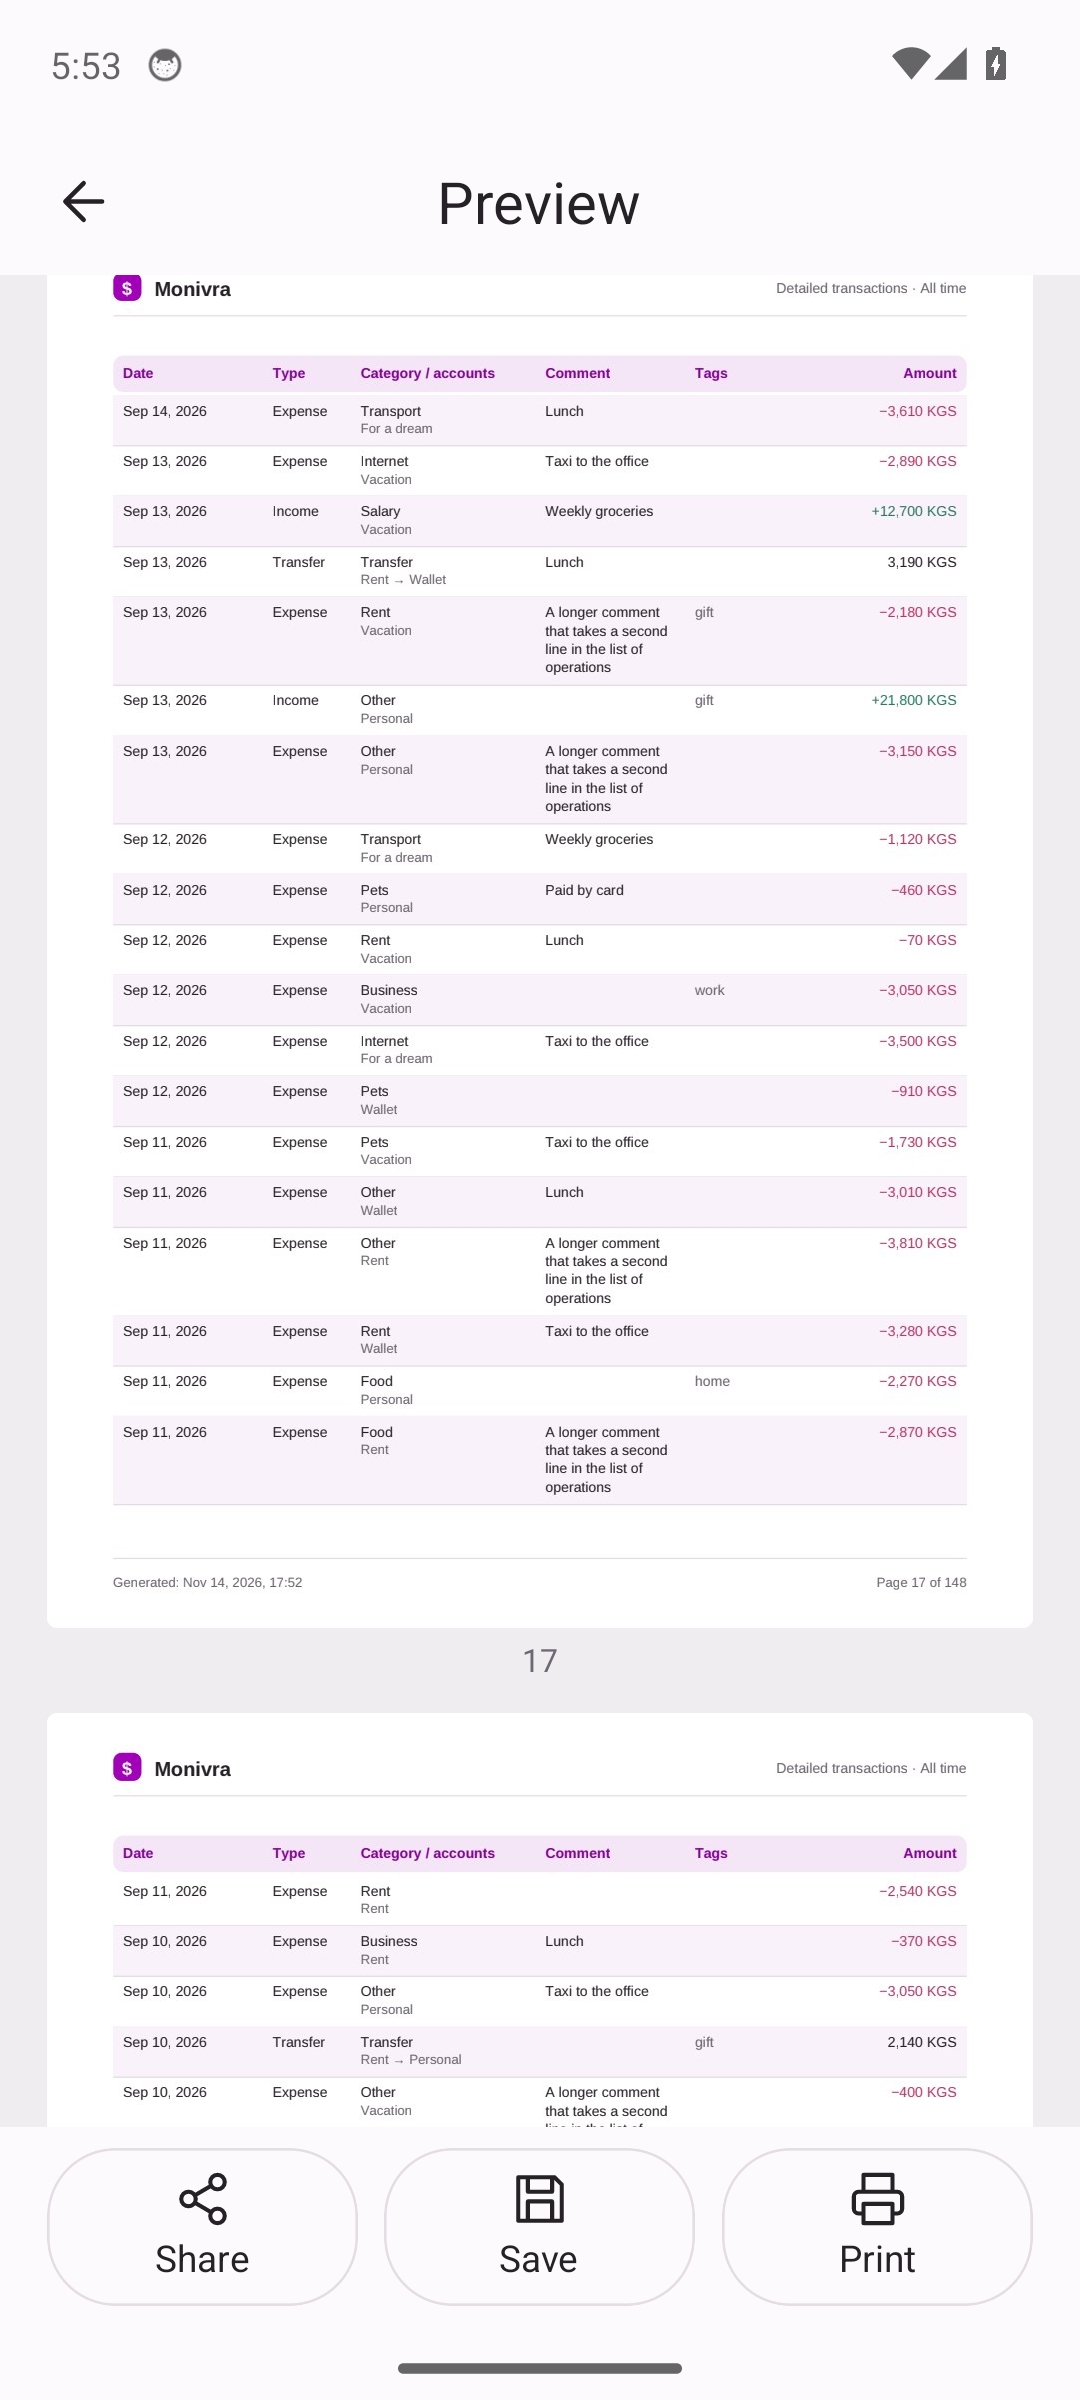 5:53
Preview
$ Monivra Detailed transactions · All time
Date Type Category / accounts Comment Tags Amount
Sep 14, 2026 Expense Transport Lunch −3,610 KGS
For a dream
Sep 13, 2026 Expense Internet Taxi to the office −2,890 KGS
Vacation
Sep 13, 2026 Income Salary Weekly groceries +12,700 KGS
Vacation
Sep 13, 2026 Transfer Transfer Lunch 3,190 KGS
Rent → Wallet
Sep 13, 2026 Expense Rent A longer comment gift −2,180 KGS
Vacation that takes a second
line in the list of
operations
Sep 13, 2026 Income Other gift +21,800 KGS
Personal
Sep 13, 2026 Expense Other A longer comment −3,150 KGS
Personal that takes a second
line in the list of
operations
Sep 12, 2026 Expense Transport Weekly groceries −1,120 KGS
For a dream
Sep 12, 2026 Expense Pets Paid by card −460 KGS
Personal
Sep 12, 2026 Expense Rent Lunch −70 KGS
Vacation
Sep 12, 2026 Expense Business work −3,050 KGS
Vacation
Sep 12, 2026 Expense Internet Taxi to the office −3,500 KGS
For a dream
Sep 12, 2026 Expense Pets −910 KGS
Wallet
Sep 11, 2026 Expense Pets Taxi to the office −1,730 KGS
Vacation
Sep 11, 2026 Expense Other Lunch −3,010 KGS
Wallet
Sep 11, 2026 Expense Other A longer comment −3,810 KGS
Rent that takes a second
line in the list of
operations
Sep 11, 2026 Expense Rent Taxi to the office −3,280 KGS
Wallet
Sep 11, 2026 Expense Food home −2,270 KGS
Personal
Sep 11, 2026 Expense Food A longer comment −2,870 KGS
Rent that takes a second
line in the list of
operations
Generated: Nov 14, 2026, 17:52 Page 17 of 148
17
$ Monivra Detailed transactions · All time
Date Type Category / accounts Comment Tags Amount
Sep 11, 2026 Expense Rent −2,540 KGS
Rent
Sep 10, 2026 Expense Business Lunch −370 KGS
Rent
Sep 10, 2026 Expense Other Taxi to the office −3,050 KGS
Personal
Sep 10, 2026 Transfer Transfer gift 2,140 KGS
Rent → Personal
Sep 10, 2026 Expense Other A longer comment −400 KGS
Vacation that takes a second
Share Save Print